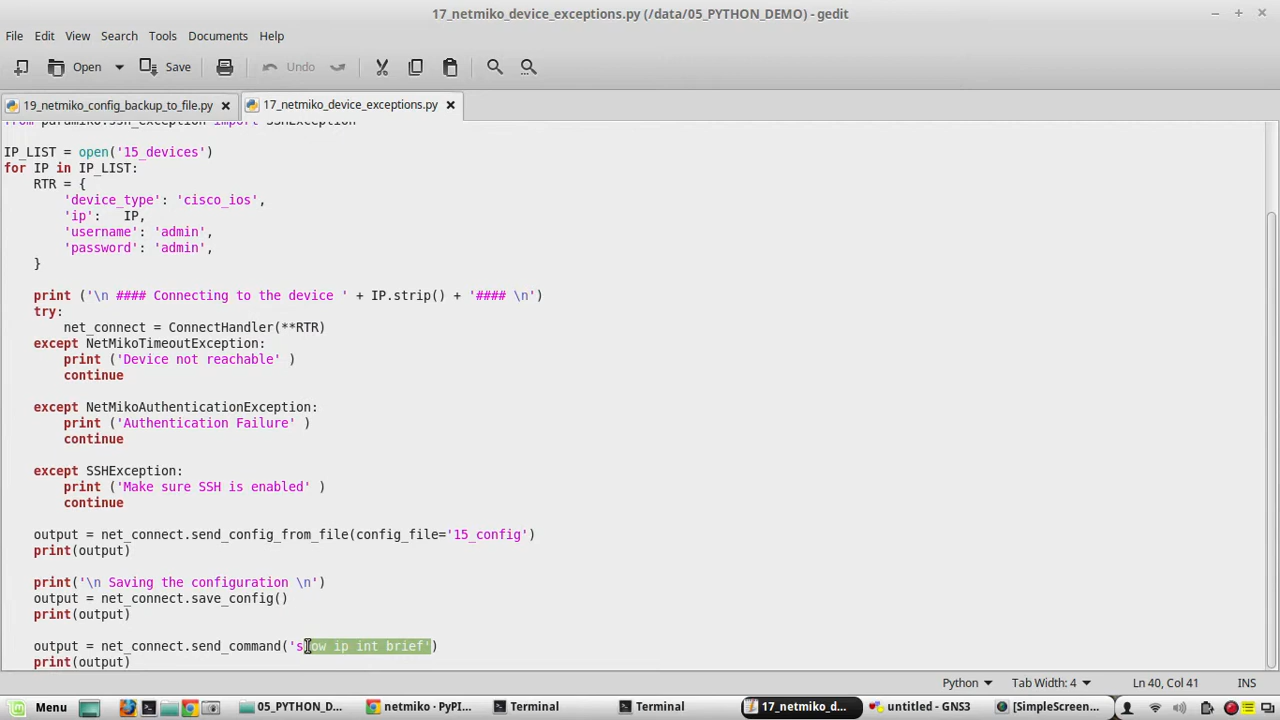 17_netmiko_device_exceptions.py (/data/05_PYTHON_DEMO) - gedit
File Edit View Search Tools Documents Help
Open Save Undo
19_netmiko_config_backup_to_file.py 17_netmiko_device_exceptions.py
from paramiko.ssh_exception import SSHException
IP_LIST = open('15_devices')
for IP in IP_LIST:
    RTR = {
        'device_type': 'cisco_ios',
        'ip':   IP,
        'username': 'admin',
        'password': 'admin',
    }
    print ('\n #### Connecting to the device ' + IP.strip() + '#### \n')
    try:
        net_connect = ConnectHandler(**RTR)
    except NetMikoTimeoutException:
        print ('Device not reachable' )
        continue
    except NetMikoAuthenticationException:
        print ('Authentication Failure' )
        continue
    except SSHException:
        print ('Make sure SSH is enabled' )
        continue
    output = net_connect.send_config_from_file(config_file='15_config')
    print(output)
    print('\n Saving the configuration \n')
    output = net_connect.save_config()
    print(output)
    output = net_connect.send_command('show ip int brief')
    print(output)
Python Tab Width: 4 Ln 40, Col 41 INS
Menu 05_PYTHON_D... netmiko - PyPI... Terminal Terminal 17_netmiko_d... untitled - GNS3 [SimpleScreen...